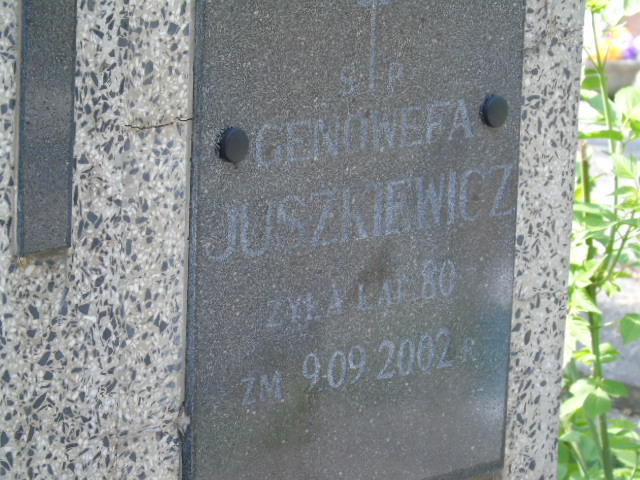 Ś P
GENOWEFA
JUSZKIEWICZ
ŻYŁA LAT 80
ZM 9.09.2002 R